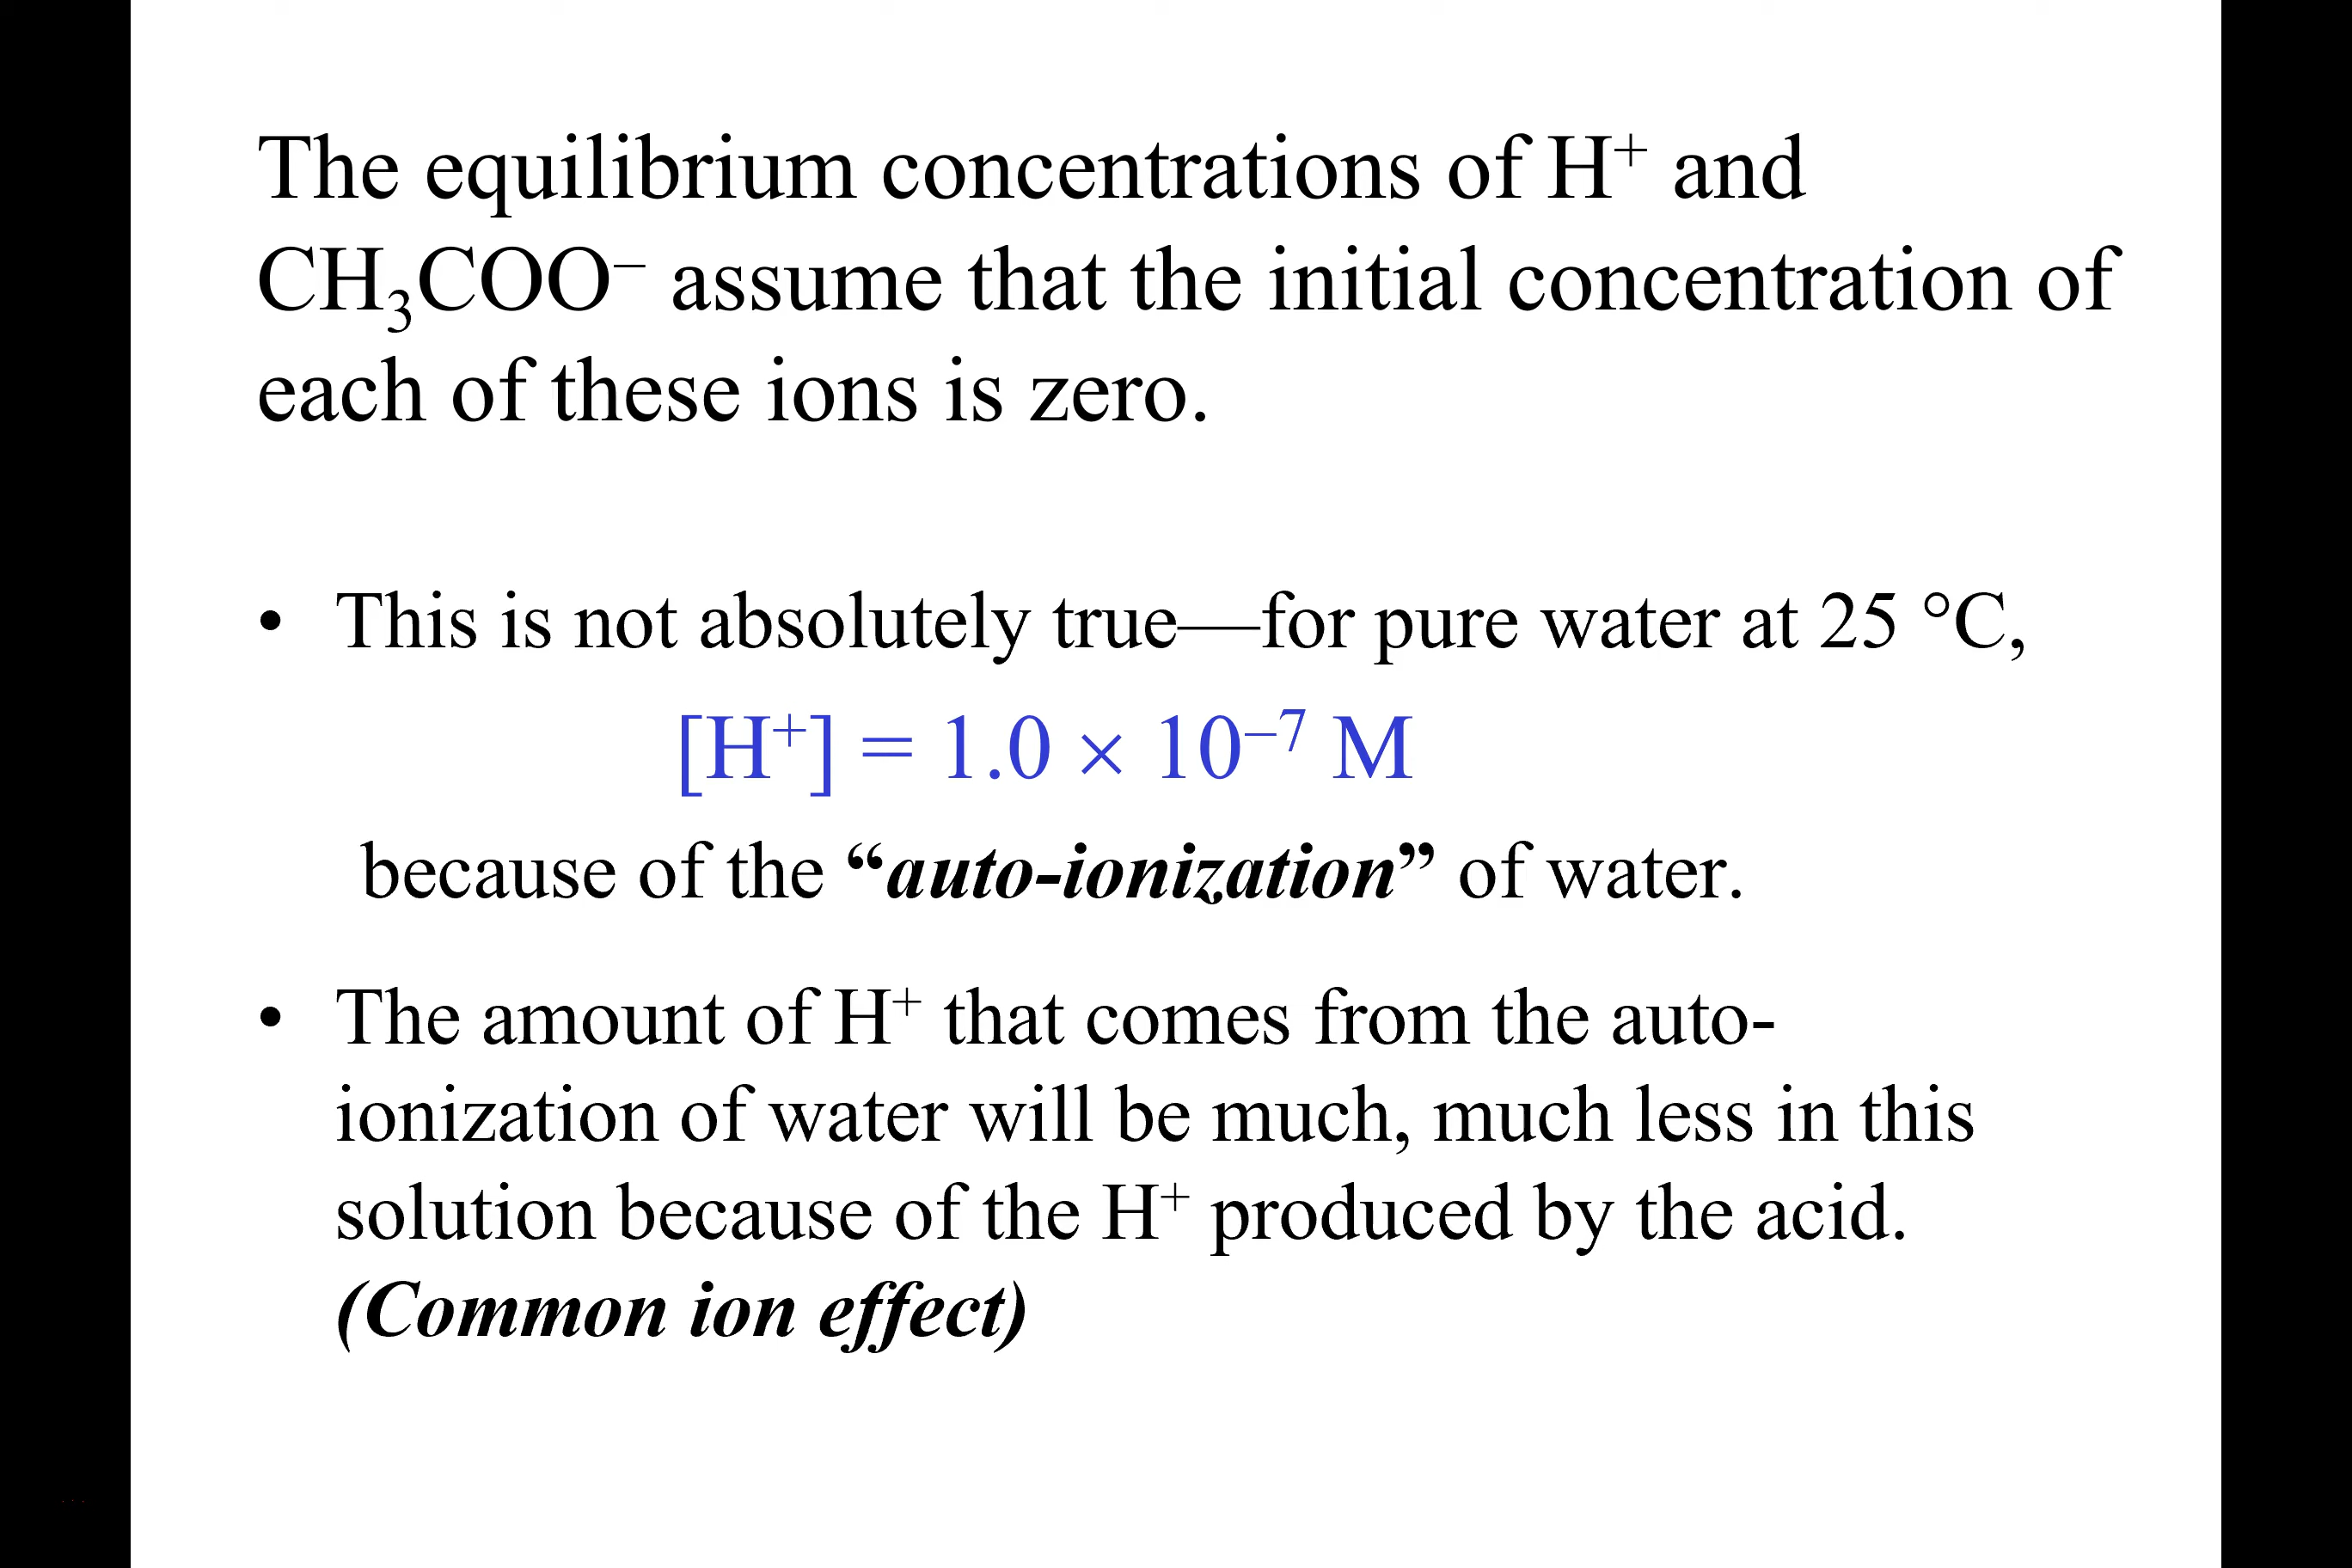 The equilibrium concentrations of H⁺ and
CH₃COO⁻ assume that the initial concentration of
each of these ions is zero.
• This is not absolutely true—for pure water at 25 °C,
[H⁺] = 1.0 × 10⁻⁷ M
because of the “auto-ionization” of water.
• The amount of H⁺ that comes from the auto-
ionization of water will be much, much less in this
solution because of the H⁺ produced by the acid.
(Common ion effect)